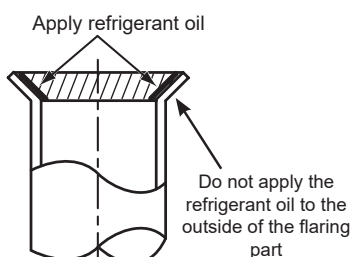 Apply refrigerant oil
Do not apply the
refrigerant oil to the
outside of the flaring
part